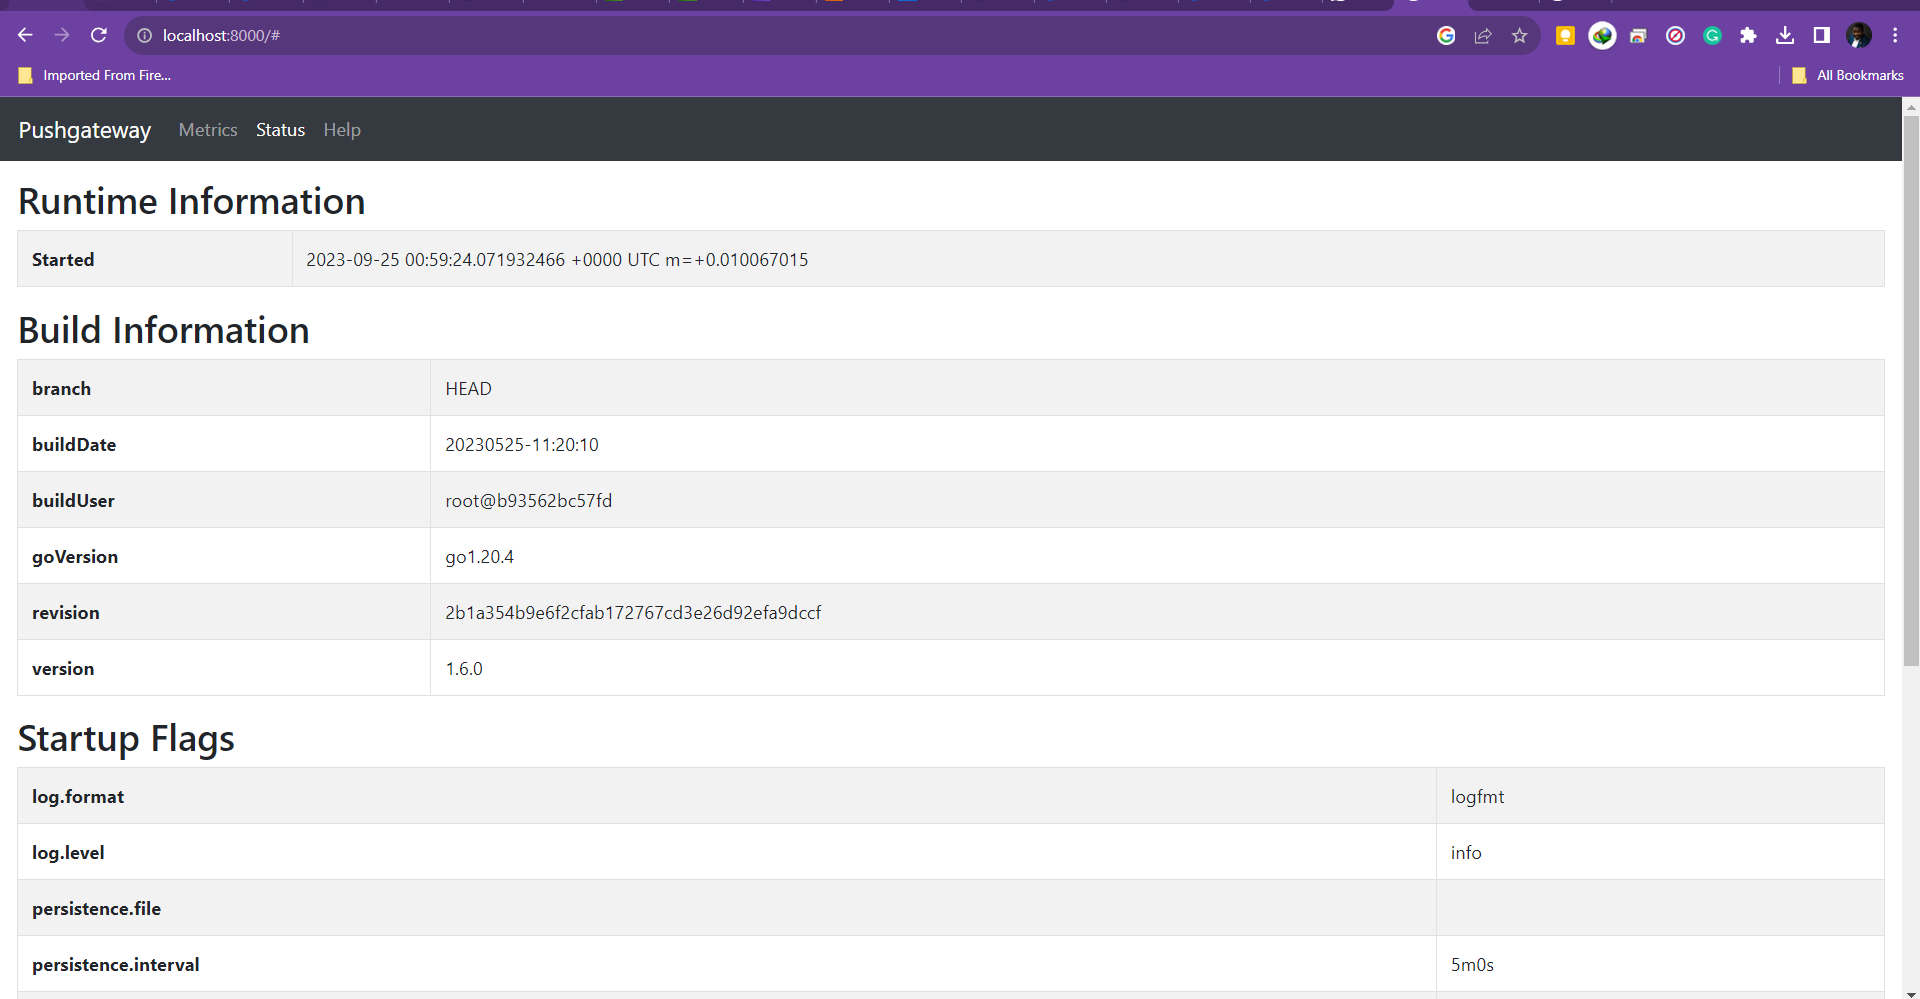 localhost:8000/#
Imported From Fire...
All Bookmarks
Pushgateway Metrics Status Help
Runtime Information
Started 2023-09-25 00:59:24.071932466 +0000 UTC m=+0.010067015
Build Information
branch HEAD
buildDate 20230525-11:20:10
buildUser root@b93562bc57fd
goVersion go1.20.4
revision 2b1a354b9e6f2cfab172767cd3e26d92efa9dccf
version 1.6.0
Startup Flags
log.format logfmt
log.level info
persistence.file
persistence.interval 5m0s